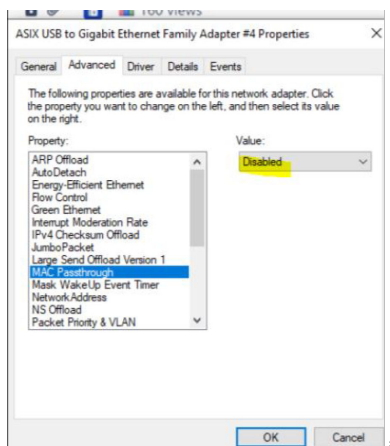 100 views
ASIX USB to Gigabit Ethernet Family Adapter #4 Properties
General Advanced Driver Details Events
The following properties are available for this network adapter. Click
the property you want to change on the left, and then select its value
on the right.
Property:
Value:
ARP Offload
AutoDetach
Energy-Efficient Ethernet
Flow Control
Green Ethernet
Interrupt Moderation Rate
IPv4 Checksum Offload
JumboPacket
Large Send Offload Version 1
MAC Passthrough
Mask WakeUp Event Timer
NetworkAddress
NS Offload
Packet Priority & VLAN
Disabled
OK
Cancel